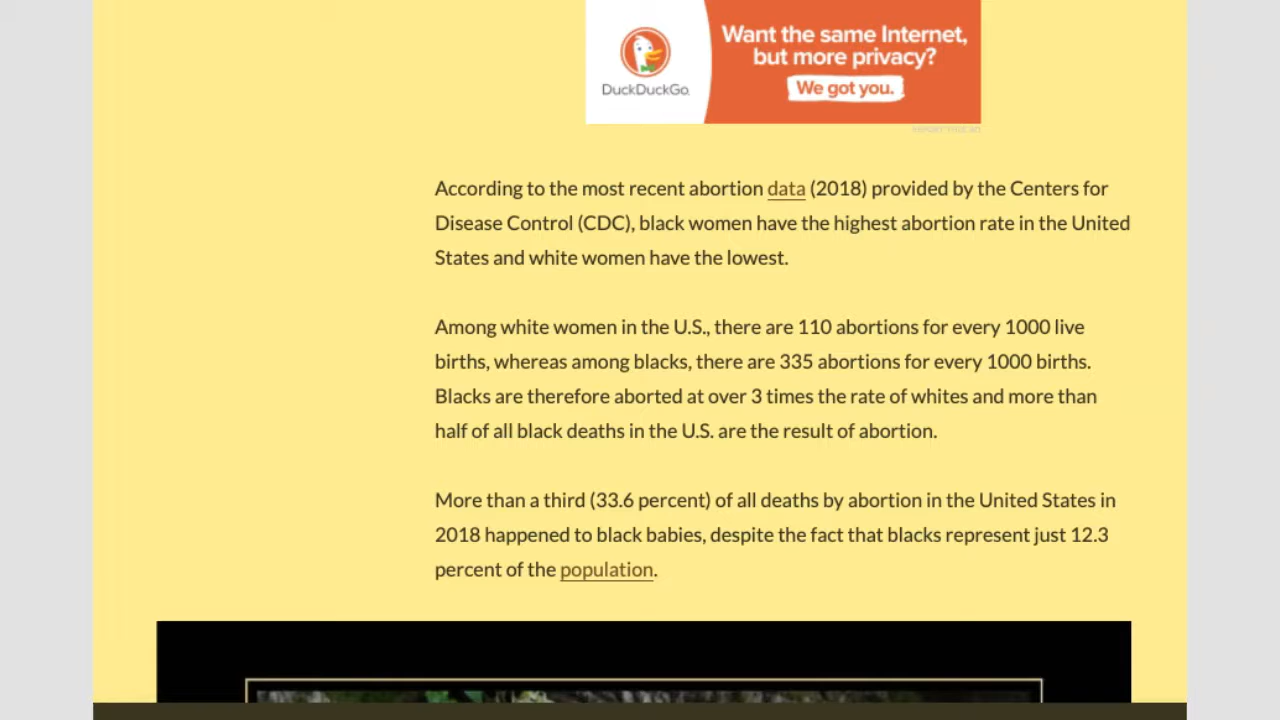 Want the same Internet,
but more privacy?
We got you.
DuckDuckGo.
According to the most recent abortion data (2018) provided by the Centers for
Disease Control (CDC), black women have the highest abortion rate in the United
States and white women have the lowest.
Among white women in the U.S., there are 110 abortions for every 1000 live
births, whereas among blacks, there are 335 abortions for every 1000 births.
Blacks are therefore aborted at over 3 times the rate of whites and more than
half of all black deaths in the U.S. are the result of abortion.
More than a third (33.6 percent) of all deaths by abortion in the United States in
2018 happened to black babies, despite the fact that blacks represent just 12.3
percent of the population.